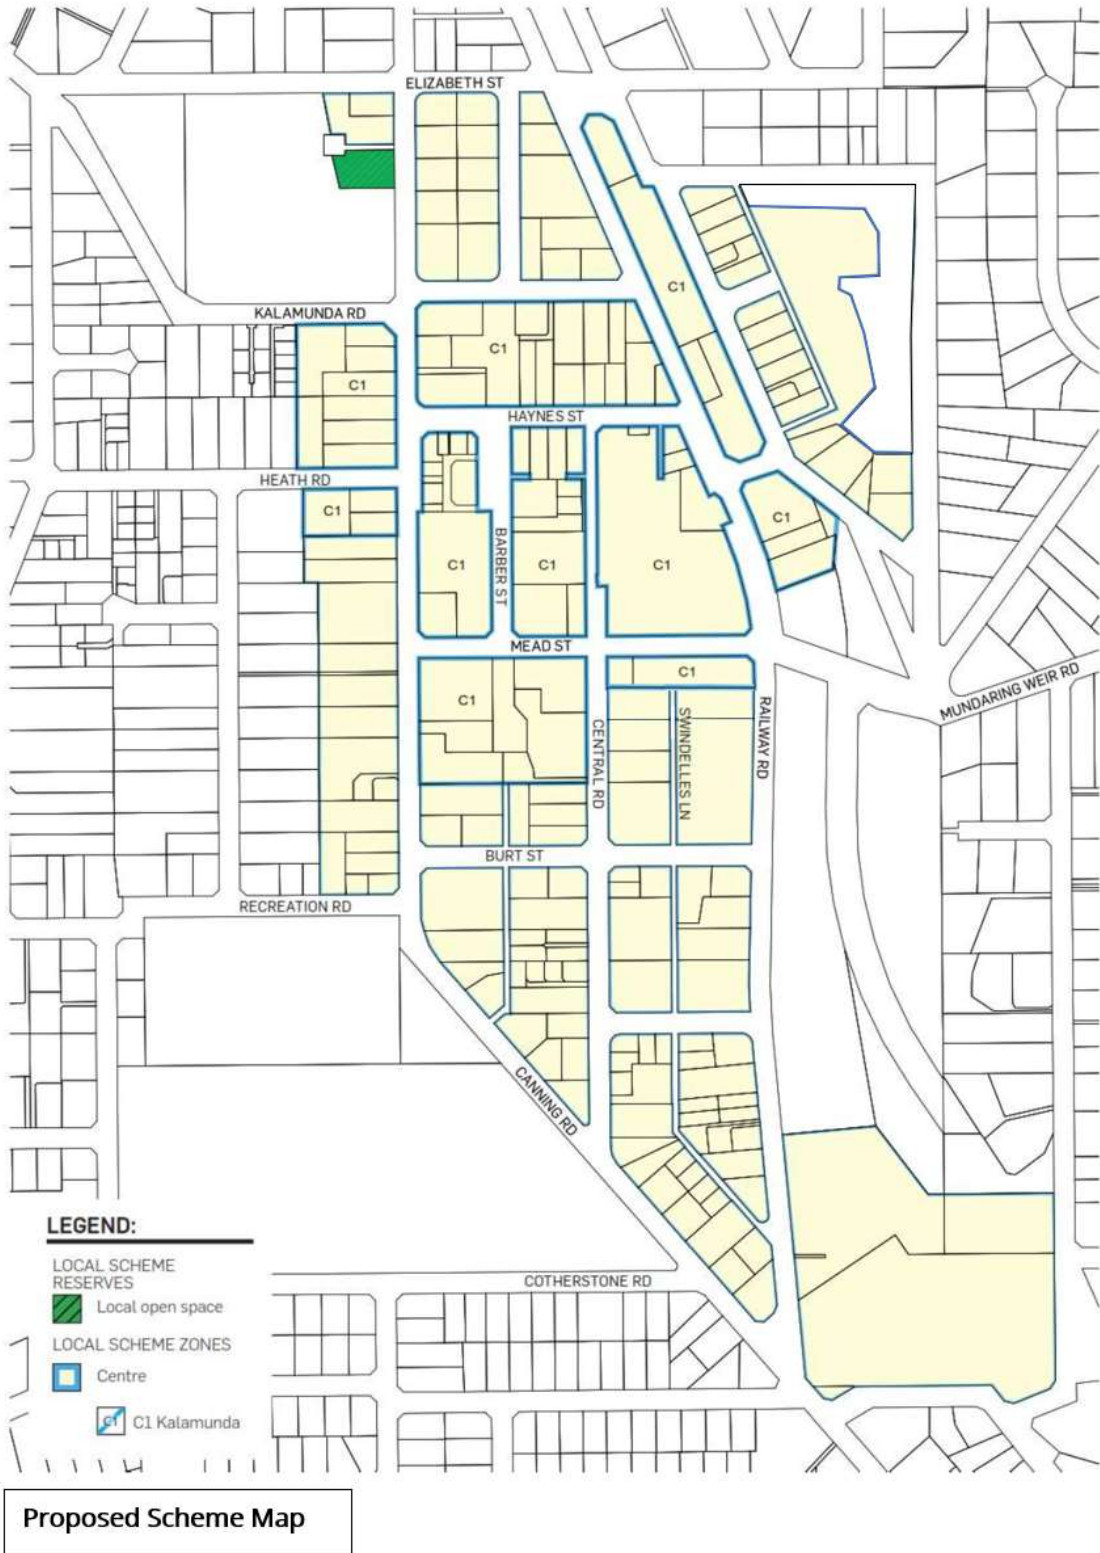 ELIZABETH ST
C1
KALAMUNDA RD
C1
C1
HAYNES ST
HEATH RD
C1
C1
BARBER ST
C1
C1
C1
MEAD ST
C1
C1
MUNDARING WEIR RD
CENTRAL RD
SWINDELLES LN
RAILWAY RD
BURT ST
RECREATION RD
CANNING RD
COTHERSTONE RD
LEGEND:
LOCAL SCHEME
RESERVES
Local open space
LOCAL SCHEME ZONES
Centre
C1 C1 Kalamunda
Proposed Scheme Map